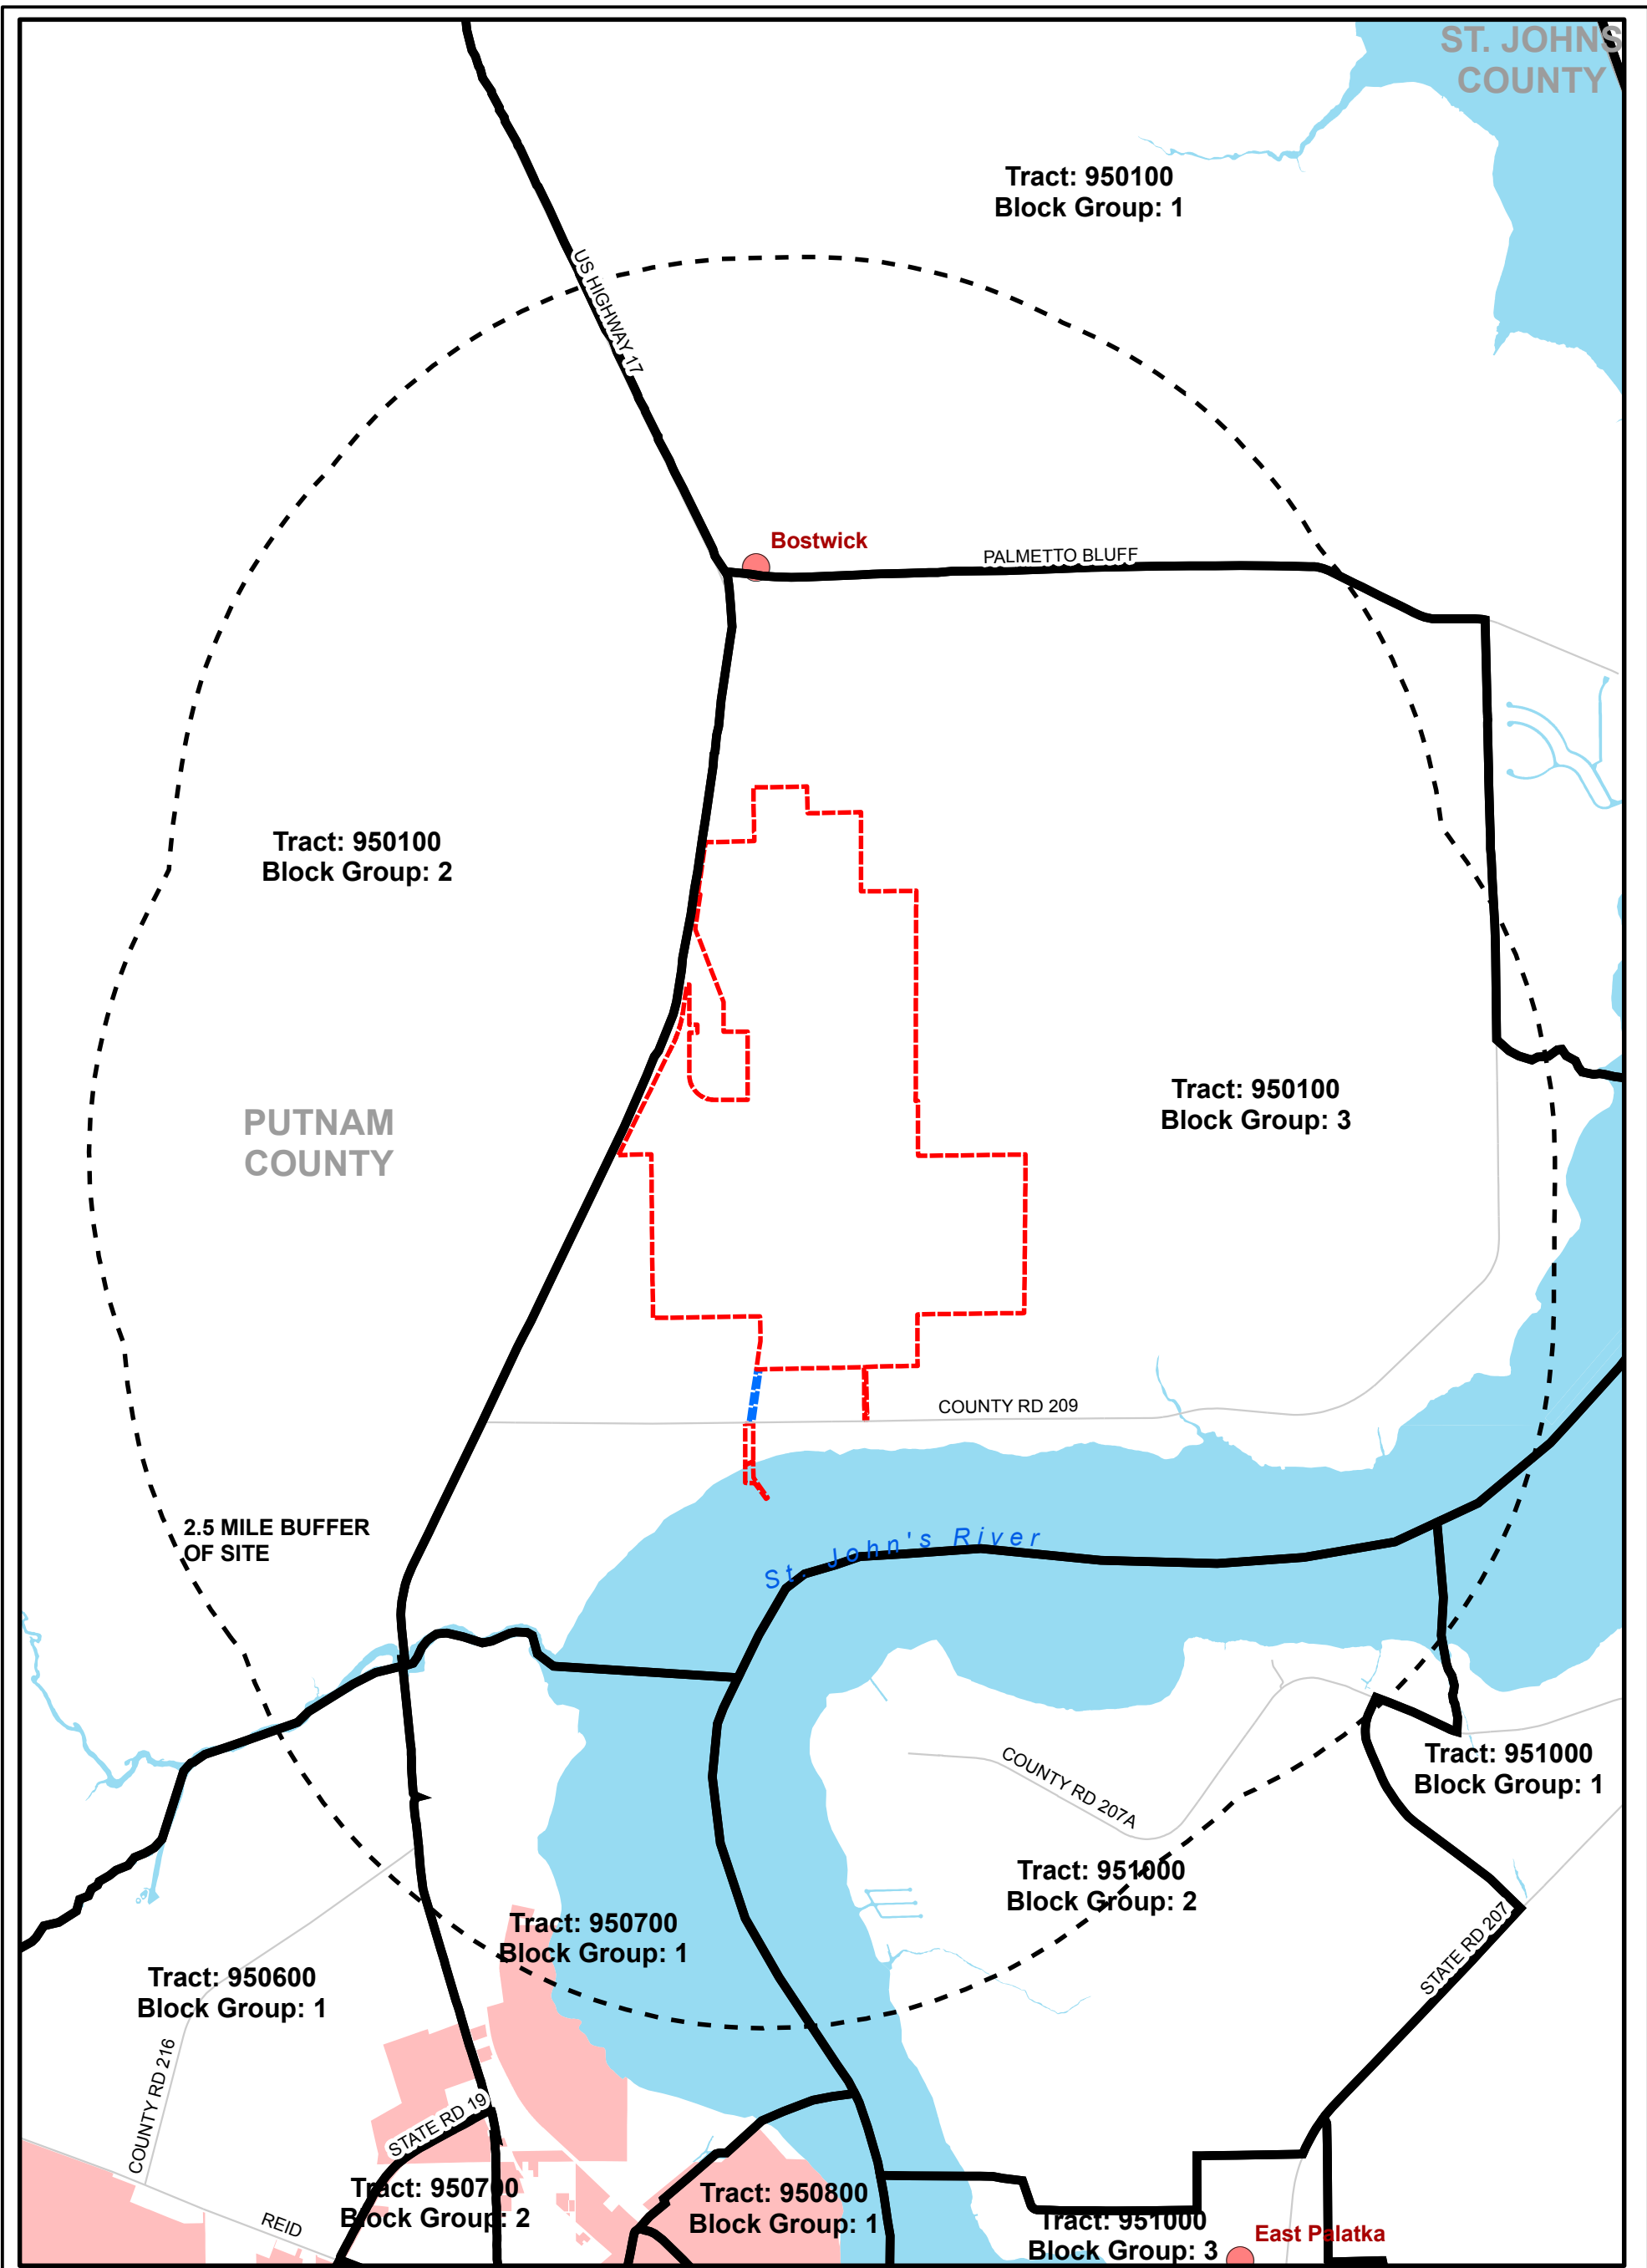 ST. JOHNS
COUNTY
Tract: 950100
Block Group: 1
US HIGHWAY 17
Bostwick
PALMETTO BLUFF
Tract: 950100
Block Group: 2
Tract: 950100
Block Group: 3
PUTNAM
COUNTY
COUNTY RD 209
2.5 MILE BUFFER
OF SITE
St. John's River
COUNTY RD 207A
Tract: 951000
Block Group: 1
Tract: 951000
Block Group: 2
Tract: 950700
Block Group: 1
STATE RD 207
Tract: 950600
Block Group: 1
COUNTY RD 216
STATE RD 19
Tract: 950700
Block Group: 2
Tract: 950800
Block Group: 1
REID
Tract: 951000
Block Group: 3
East Palatka